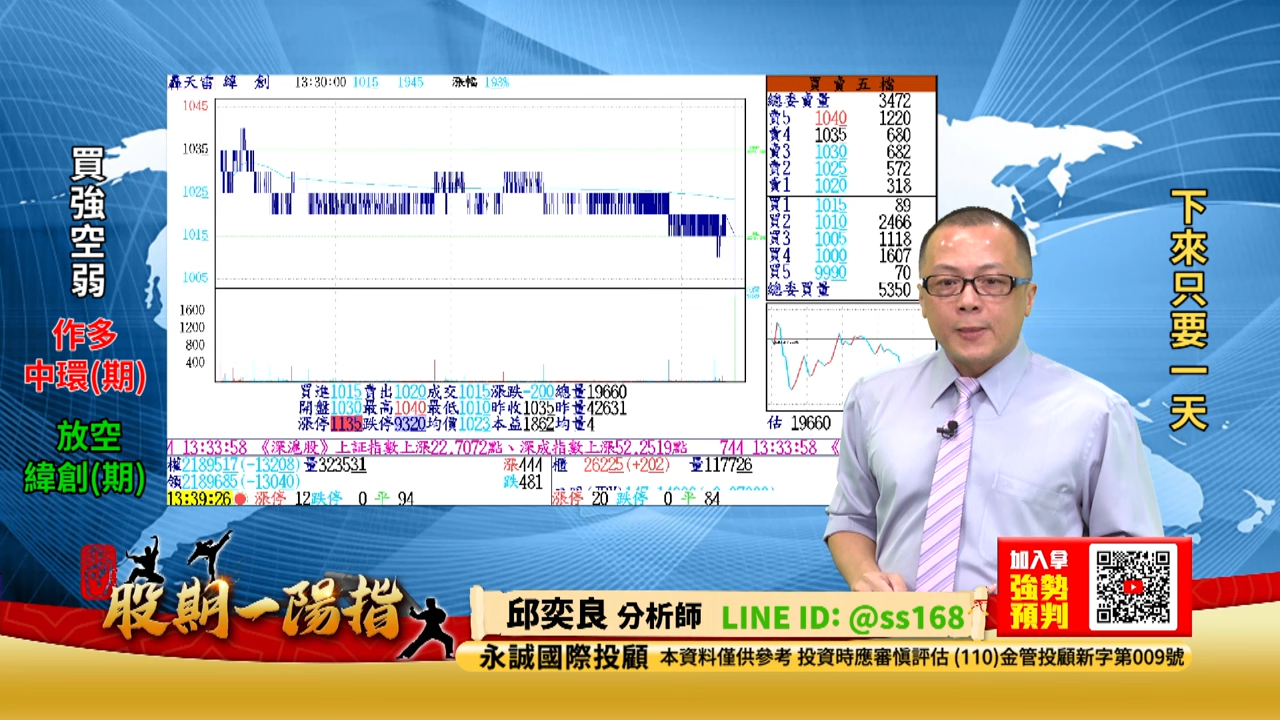 轟天雷 緯 創 13:30:00 1015 1945 漲幅 193%
1045
1035
1025
1015
1005
1600
1200
800
400
買賣五檔
總委賣量 3472
賣5 1040 1220
賣4 1035 680
賣3 1030 682
賣2 1025 572
賣1 1020 318
買1 1015 89
買2 1010 2466
買3 1005 1118
買4 1000 1607
買5 9990 70
總委買量 5350
估 19660
買進1015賣出1020成交1015漲跌-200總量19660
開盤1030最高1040最低1010昨收1035昨量42631
漲停1135跌停9320均價1023本益1862均量4
M 13:33:58 《深滬股》上証指數上漲22.7072點、深成指數上漲52.2519點 744 13:33:58 《
權2189517(-13208) 量323531 漲444 櫃 26225(+202) 量117726
領2189685(-13040) 跌481
13:39:26 漲停 12跌停 0 平 94 漲停 20 跌停 0 平 84
買強空弱
作多
中環(期)
放空
緯創(期)
下來只要一天
股期一陽指
加入拿
強勢
預判
邱奕良 分析師 LINE ID: @ss168
永誠國際投顧 本資料僅供參考 投資時應審慎評估 (110)金管投顧新字第009號